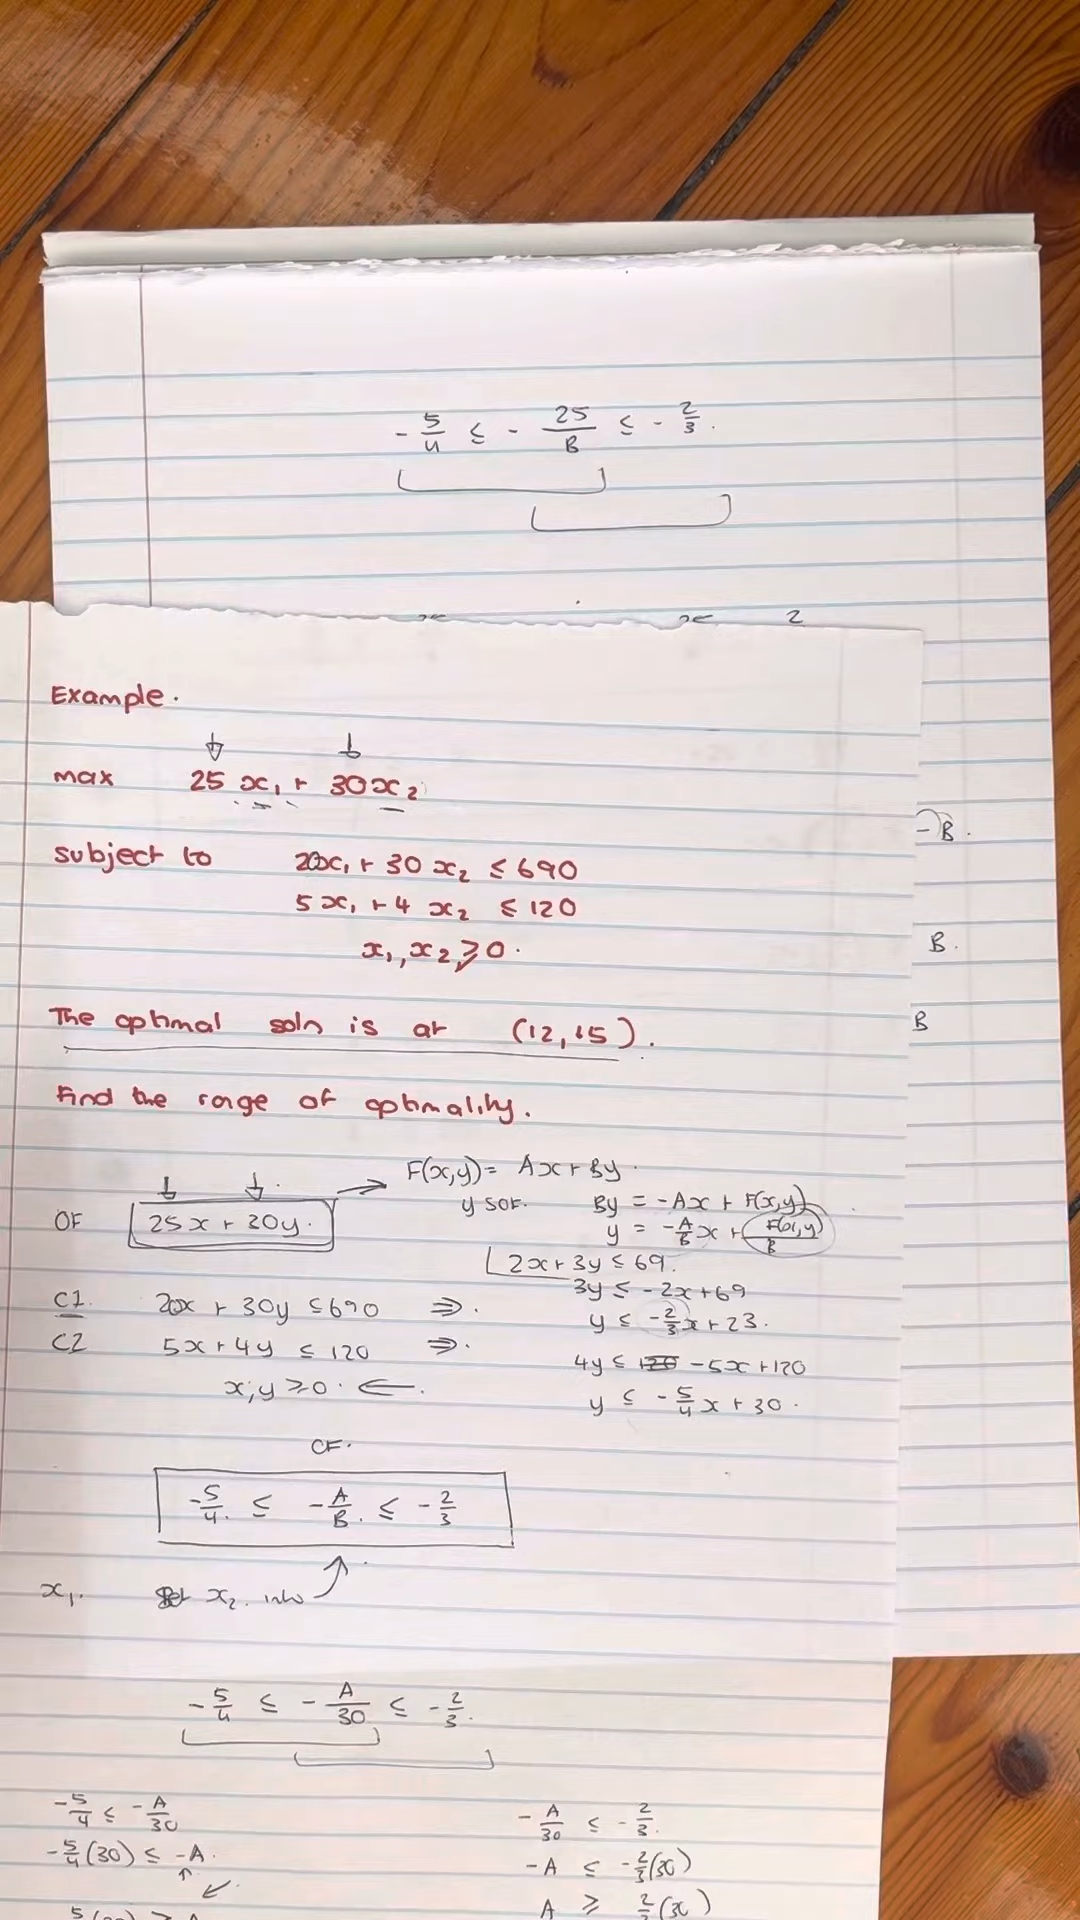 -5/4 ≤ - 25/B ≤ -2/3.
x x 2
-B.
B.
B
Example.
max 25x₁ + 30x₂
subject to 20x₁ + 30x₂ ≤ 690
5x₁ + 4x₂ ≤ 120
x₁, x₂ ≥ 0.
The optimal soln is at (12,15).
Find the range of optimality.
F(x,y) = Ax + By.
OF 25x + 30y.
y SOF. By = -Ax + F(x,y)
y = -A/B x + F(x,y)/B
2x + 3y ≤ 69.
C1. 20x + 30y ≤ 690 ⇒. 3y ≤ -2x + 69
y ≤ -2/3 x + 23.
C2 5x + 4y ≤ 120 ⇒. 4y ≤ 120 -5x + 120
x, y ≥ 0. ← y ≤ -5/4 x + 30.
CF.
-5/4. ≤ -A/B. ≤ -2/3
x₁. x₂. into
-5/4 ≤ - A/30 ≤ -2/3.
-5/4 ≤ -A/30 -A/30 ≤ -2/3.
-5/4 (30) ≤ -A. -A ≤ -2/3 (30)
A ≥ 2/3 (30)